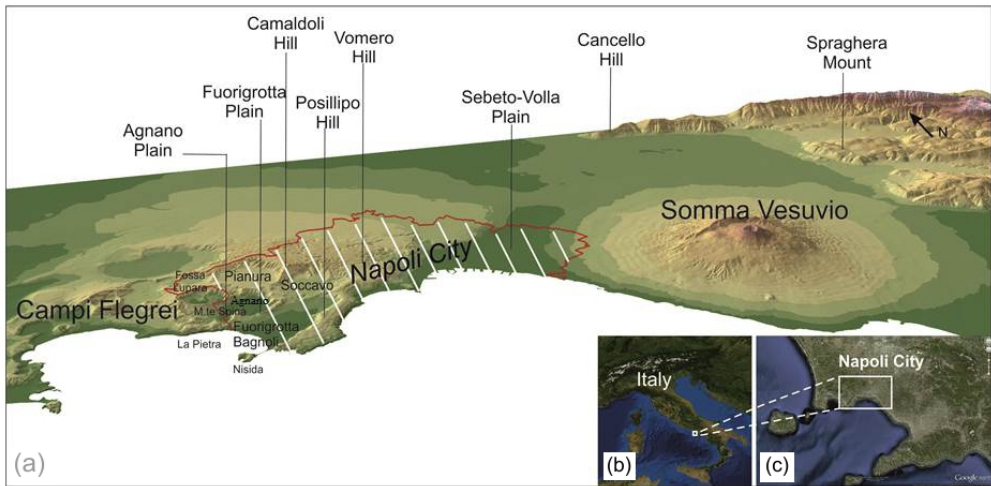 Camaldoli
Hill
Vomero
Hill
Cancello
Hill
Spraghera
Mount
Fuorigrotta
Plain
Posillipo
Hill
Sebeto-Volla
Plain
Agnano
Plain
N
Somma Vesuvio
Napoli City
Fossa
Lupara
Pianura
Soccavo
Campi Flegrei
Agnano
M.te Spina
Fuorigrotta
Bagnoli
La Pietra
Nisida
Italy
Napoli City
(a)
(b)
(c)
Google